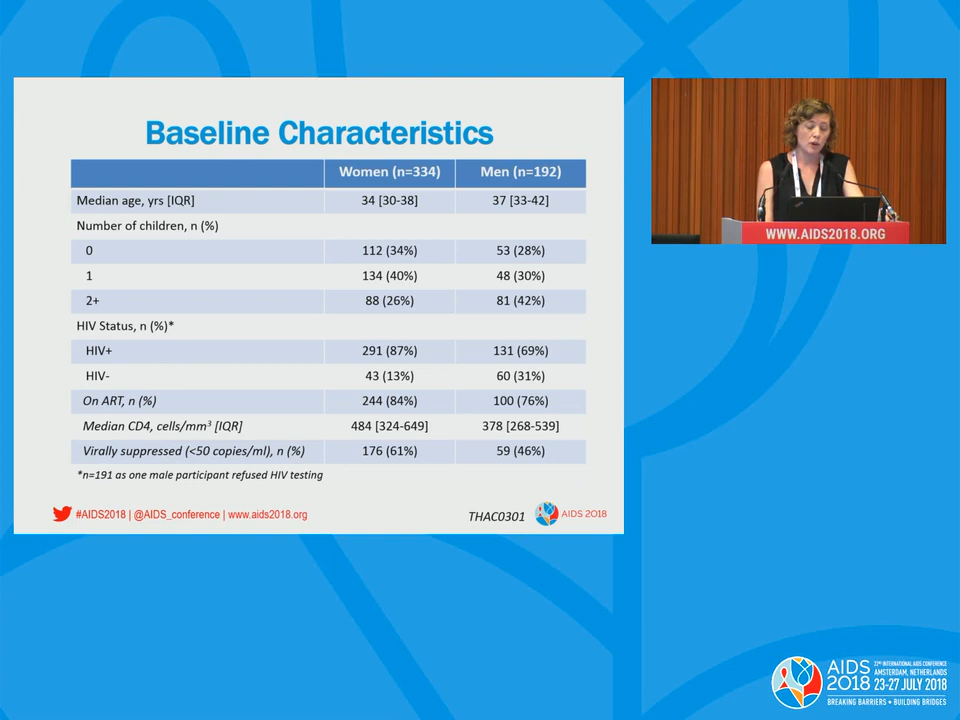 Baseline Characteristics
Women (n=334) Men (n=192)
Median age, yrs [IQR] 34 [30-38] 37 [33-42]
Number of children, n (%)
0 112 (34%) 53 (28%)
1 134 (40%) 48 (30%)
2+ 88 (26%) 81 (42%)
HIV Status, n (%)*
HIV+ 291 (87%) 131 (69%)
HIV- 43 (13%) 60 (31%)
On ART, n (%) 244 (84%) 100 (76%)
Median CD4, cells/mm³ [IQR] 484 [324-649] 378 [268-539]
Virally suppressed (<50 copies/ml), n (%) 176 (61%) 59 (46%)
*n=191 as one male participant refused HIV testing
#AIDS2018 | @AIDS_conference | www.aids2018.org
THAC0301
AIDS 2018
WWW.AIDS2018.ORG
AIDS
2018
22ND INTERNATIONAL AIDS CONFERENCE
AMSTERDAM, NETHERLANDS
23-27 JULY 2018
BREAKING BARRIERS • BUILDING BRIDGES